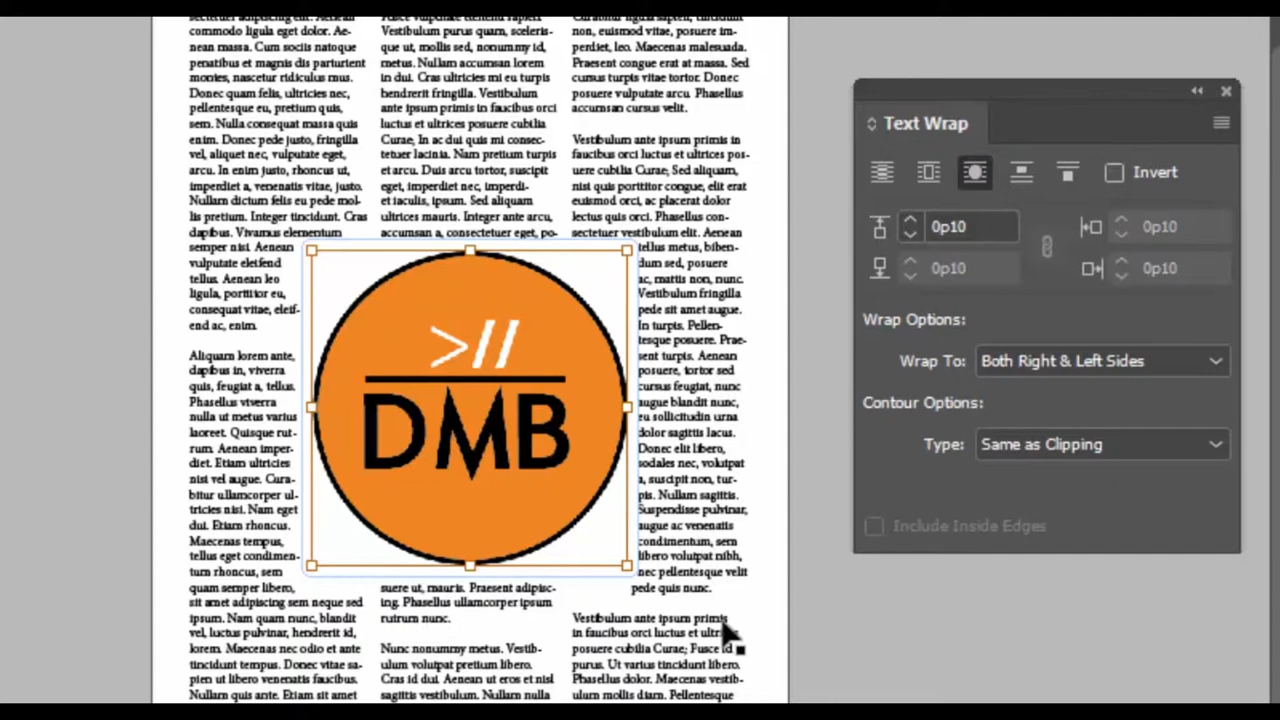 commodo ligula eget dolor. Ae-
nean massa. Cum sociis natoque
penatibus et magnis dis parturient
montes, nascetur ridiculus mus.
Donec quam felis, ultricies nec,
pellentesque eu, pretium quis,
sem. Nulla consequat massa quis
enim. Donec pede justo, fringilla
vel, aliquet nec, vulputate eget,
arcu. In enim justo, rhoncus ut,
imperdiet a, venenatis vitae, justo.
Nullam dictum felis eu pede mol-
lis pretium. Integer tincidunt. Cras
dapibus. Vivamus elementum
semper nisi. Aenean
vulputate eleifend
tellus. Aenean leo
ligula, porttitor eu,
consequat vitae, eleif-
end ac, enim.
Aliquam lorem ante,
dapibus in, viverra
quis, feugiat a, tellus.
Phasellus viverra
nulla ut metus varius
laoreet. Quisque rut-
rum. Aenean imper-
diet. Etiam ultricies
nisi vel augue. Cura-
bitur ullamcorper ul-
tricies nisi. Nam eget
dui. Etiam rhoncus.
Maecenas tempus,
tellus eget condimen-
tum rhoncus, sem
quam semper libero,
sit amet adipiscing sem neque sed
ipsum. Nam quam nunc, blandit
vel, luctus pulvinar, hendrerit id,
lorem. Maecenas nec odio et ante
tincidunt tempus. Donec vitae sa-
pien ut libero venenatis faucibus.
Nullam quis ante. Etiam sit amet
Vestibulum purus quam, sceleris-
que ut, mollis sed, nonummy id,
metus. Nullam accumsan lorem
in dui. Cras ultricies mi eu turpis
hendrerit fringilla. Vestibulum
ante ipsum primis in faucibus orci
luctus et ultrices posuere cubilia
Curae; In ac dui quis mi consec-
tetuer lacinia. Nam pretium turpis
et arcu. Duis arcu tortor, suscipit
eget, imperdiet nec, imperdi-
et iaculis, ipsum. Sed aliquam
ultrices mauris. Integer ante arcu,
accumsan a, consectetuer eget, po-
>//
DMB
suere ut, mauris. Praesent adipisc-
ing. Phasellus ullamcorper ipsum
rutrum nunc.
Nunc nonummy metus. Vestib-
ulum volutpat pretium libero.
Cras id dui. Aenean ut eros et nisl
sagittis vestibulum. Nullam nulla
non, euismod vitae, posuere im-
perdiet, leo. Maecenas malesuada.
Praesent congue erat at massa. Sed
cursus turpis vitae tortor. Donec
posuere vulputate arcu. Phasellus
accumsan cursus velit.
Vestibulum ante ipsum primis in
faucibus orci luctus et ultrices pos-
uere cubilia Curae; Sed aliquam,
nisi quis porttitor congue, elit erat
euismod orci, ac placerat dolor
lectus quis orci. Phasellus con-
sectetuer vestibulum elit. Aenean
tellus metus, biben-
dum sed, posuere
ac, mattis non, nunc.
Vestibulum fringilla
pede sit amet augue.
In turpis. Pellen-
tesque posuere. Prae-
sent turpis. Aenean
posuere, tortor sed
cursus feugiat, nunc
augue blandit nunc,
eu sollicitudin urna
dolor sagittis lacus.
Donec elit libero,
sodales nec, volutpat
a, suscipit non, tur-
pis. Nullam sagittis.
Suspendisse pulvinar,
augue ac venenatis
condimentum, sem
libero volutpat nibh,
nec pellentesque velit
pede quis nunc.
Vestibulum ante ipsum primis
in faucibus orci luctus et
posuere cubilia Curae; Fusce id
purus. Ut varius tincidunt libero.
Phasellus dolor. Maecenas vestib-
ulum mollis diam. Pellentesque
Text Wrap
Invert
0p10 0p10
0p10 0p10
Wrap Options:
Wrap To: Both Right & Left Sides
Contour Options:
Type: Same as Clipping
Include Inside Edges